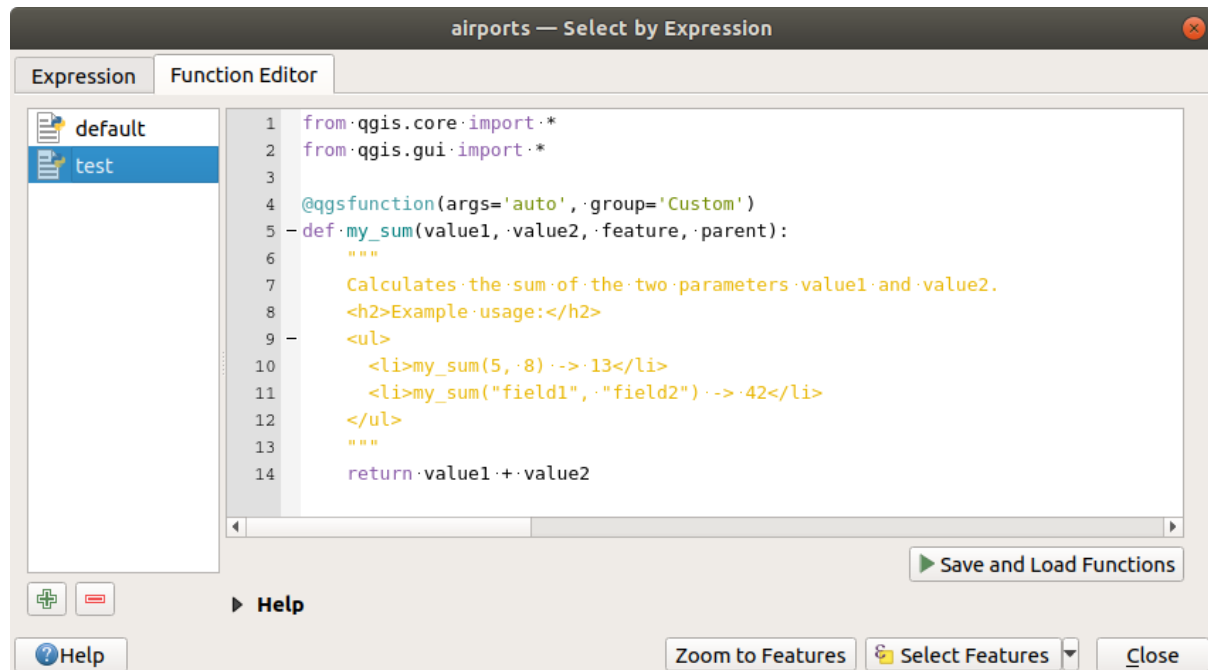 airports — Select by Expression
Expression
Function Editor
default
test
1 from qgis.core import *
2 from qgis.gui import *
3
4 @qgsfunction(args='auto', group='Custom')
5 def my_sum(value1, value2, feature, parent):
6     """
7     Calculates the sum of the two parameters value1 and value2.
8     <h2>Example usage:</h2>
9     <ul>
10       <li>my_sum(5, 8) -> 13</li>
11       <li>my_sum("field1", "field2") -> 42</li>
12     </ul>
13     """
14     return value1 + value2
Save and Load Functions
Help
Help
Zoom to Features
Select Features
Close